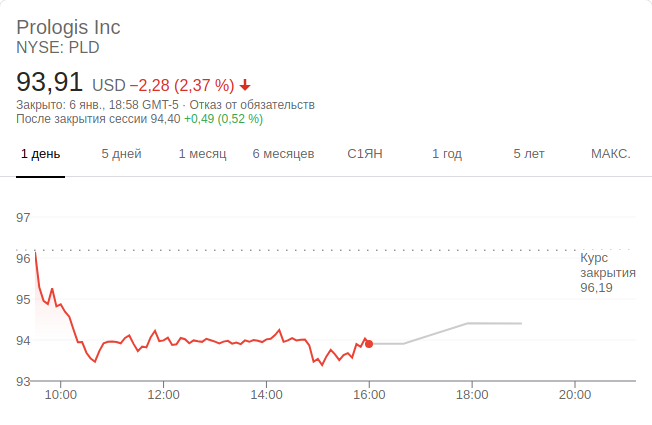 Prologis Inc
NYSE: PLD
93,91 USD −2,28 (2,37 %)
Закрыто: 6 янв., 18:58 GMT-5 · Отказ от обязательств
После закрытия сессии 94,40 +0,49 (0,52 %)
1 день 5 дней 1 месяц 6 месяцев С1ЯН 1 год 5 лет МАКС.
97
96
95
94
93
Курс
закрытия
96,19
10:00 12:00 14:00 16:00 18:00 20:00